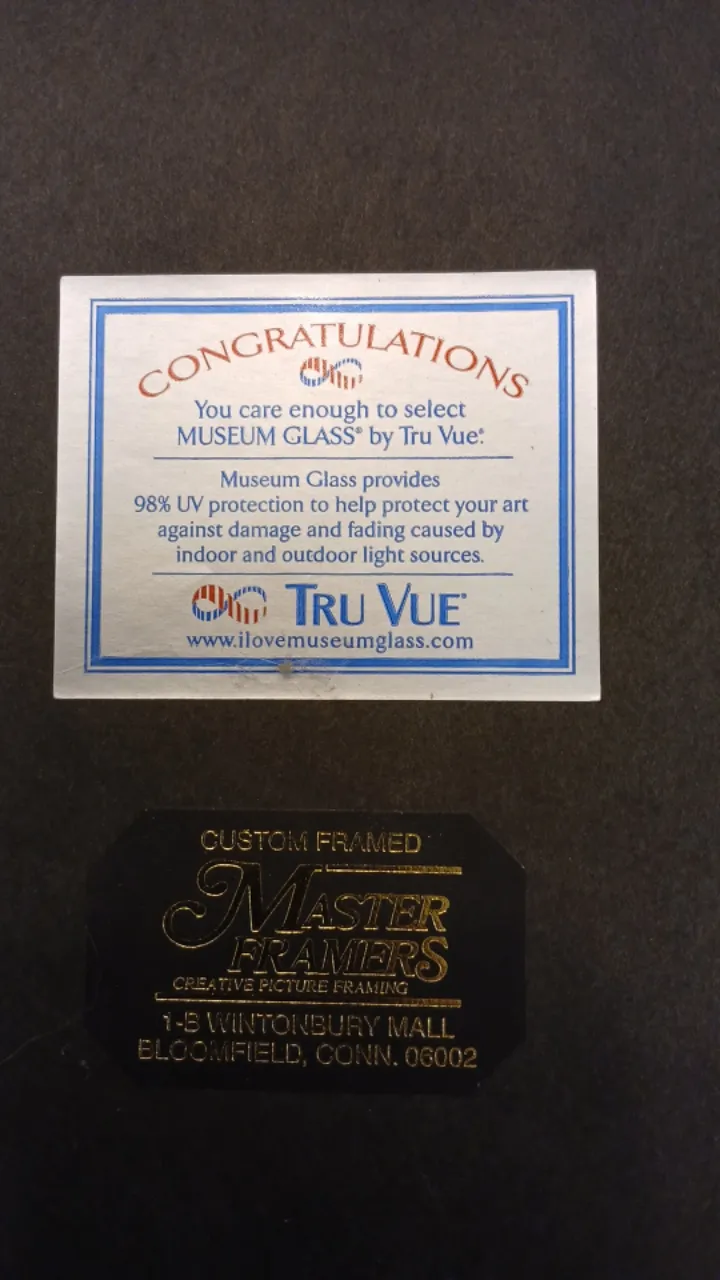 CONGRATULATIONS
You care enough to select
MUSEUM GLASS® by Tru Vue®.
Museum Glass provides
98% UV protection to help protect your art
against damage and fading caused by
indoor and outdoor light sources.
TRU VUE®
www.ilovemuseumglass.com
CUSTOM FRAMED
MASTER
FRAMERS
CREATIVE PICTURE FRAMING
1-B WINTONBURY MALL
BLOOMFIELD, CONN. 06002